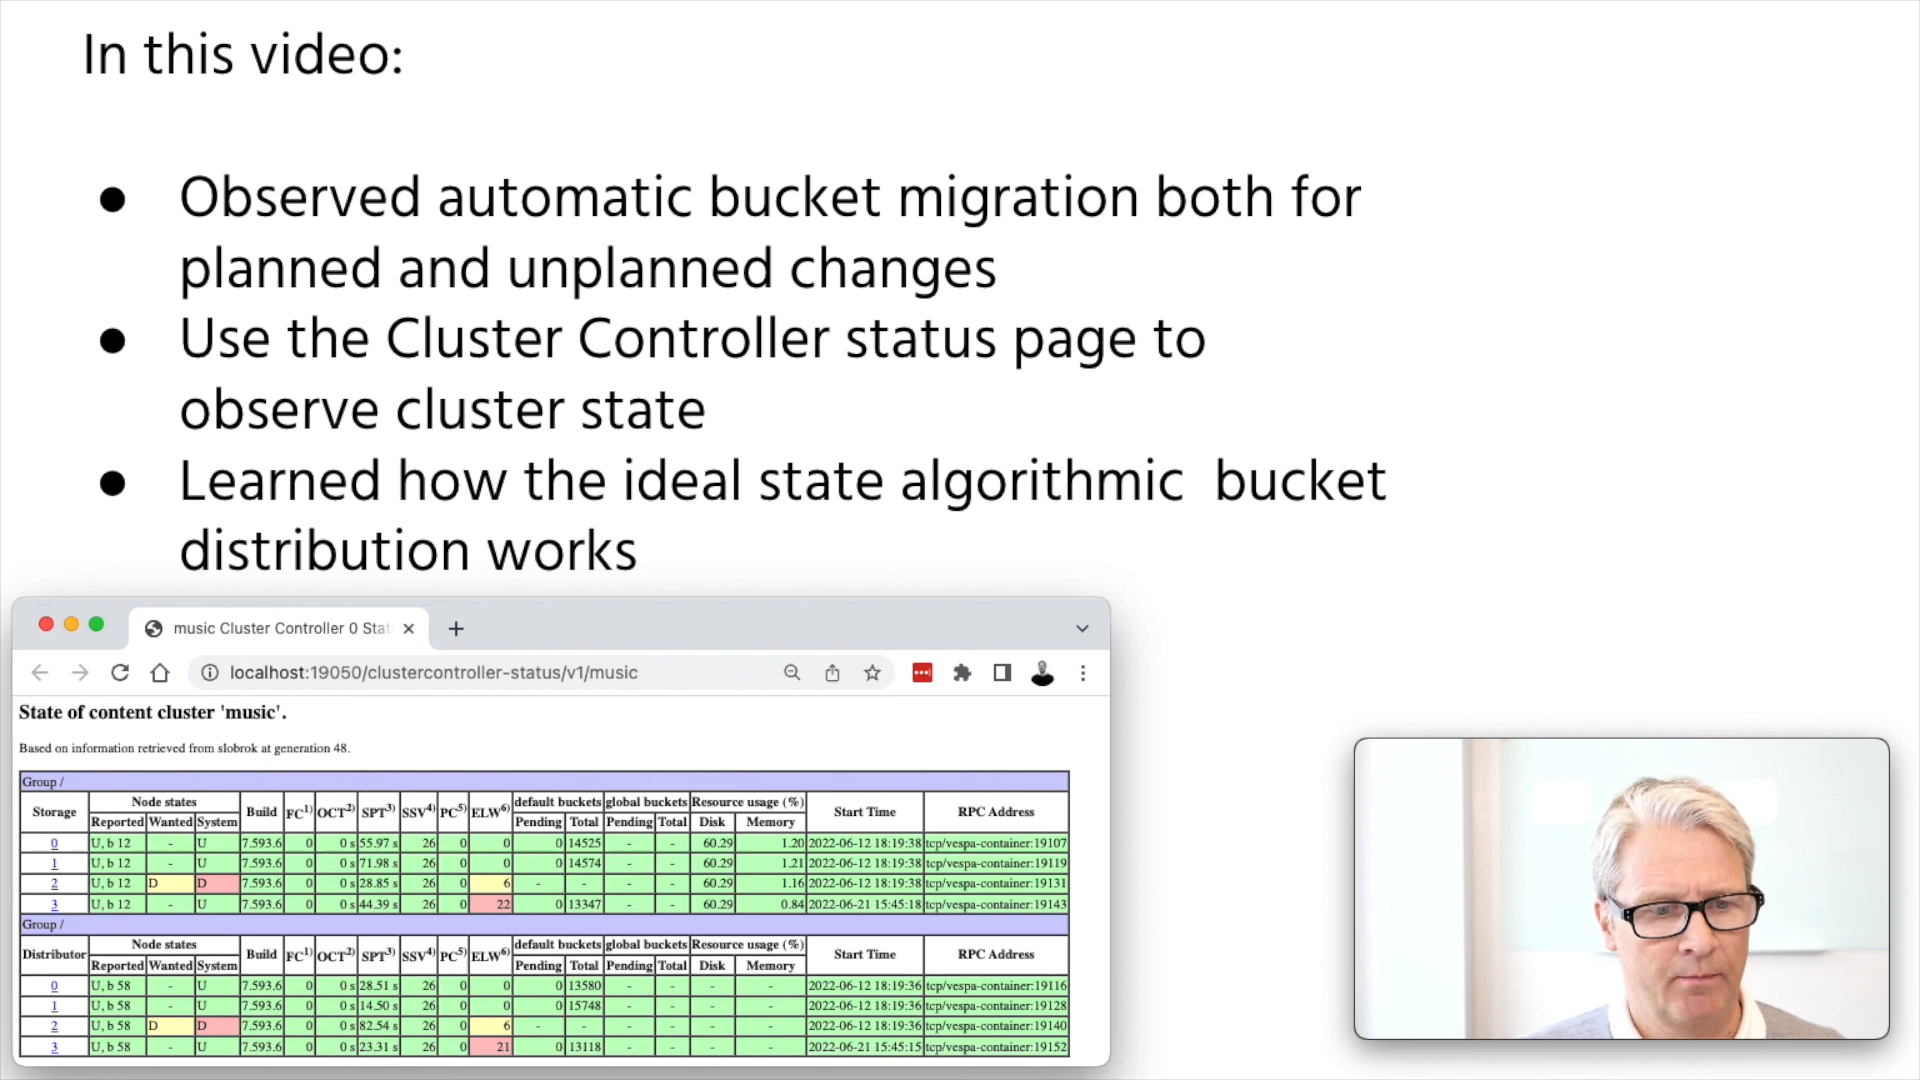 In this video:
● Observed automatic bucket migration both for
planned and unplanned changes
● Use the Cluster Controller status page to
observe cluster state
● Learned how the ideal state algorithmic bucket
distribution works
music Cluster Controller 0 Stat
localhost:19050/clustercontroller-status/v1/music
State of content cluster 'music'.
Based on information retrieved from slobrok at generation 48.
Group /
Storage Node states Build FC1) OCT2) SPT3) SSV4) PC5) ELW6) default buckets global buckets Resource usage (%) Start Time RPC Address
Reported Wanted System Pending Total Pending Total Disk Memory
0 U, b 12 - U 7.593.6 0 0 s 55.97 s 26 0 0 0 14525 - - 60.29 1.20 2022-06-12 18:19:38 tcp/vespa-container:19107
1 U, b 12 - U 7.593.6 0 0 s 71.98 s 26 0 0 0 14574 - - 60.29 1.21 2022-06-12 18:19:38 tcp/vespa-container:19119
2 U, b 12 D D 7.593.6 0 0 s 28.85 s 26 0 6 - - - - 60.29 1.16 2022-06-12 18:19:38 tcp/vespa-container:19131
3 U, b 12 - U 7.593.6 0 0 s 44.39 s 26 0 22 0 13347 - - 60.29 0.84 2022-06-21 15:45:18 tcp/vespa-container:19143
Group /
Distributor Node states Build FC1) OCT2) SPT3) SSV4) PC5) ELW6) default buckets global buckets Resource usage (%) Start Time RPC Address
Reported Wanted System Pending Total Pending Total Disk Memory
0 U, b 58 - U 7.593.6 0 0 s 28.51 s 26 0 0 0 13580 - - - - 2022-06-12 18:19:36 tcp/vespa-container:19116
1 U, b 58 - U 7.593.6 0 0 s 14.50 s 26 0 0 0 15748 - - - - 2022-06-12 18:19:36 tcp/vespa-container:19128
2 U, b 58 D D 7.593.6 0 0 s 82.54 s 26 0 6 - - - - - - 2022-06-12 18:19:36 tcp/vespa-container:19140
3 U, b 58 - U 7.593.6 0 0 s 23.31 s 26 0 21 0 13118 - - - - 2022-06-21 15:45:15 tcp/vespa-container:19152